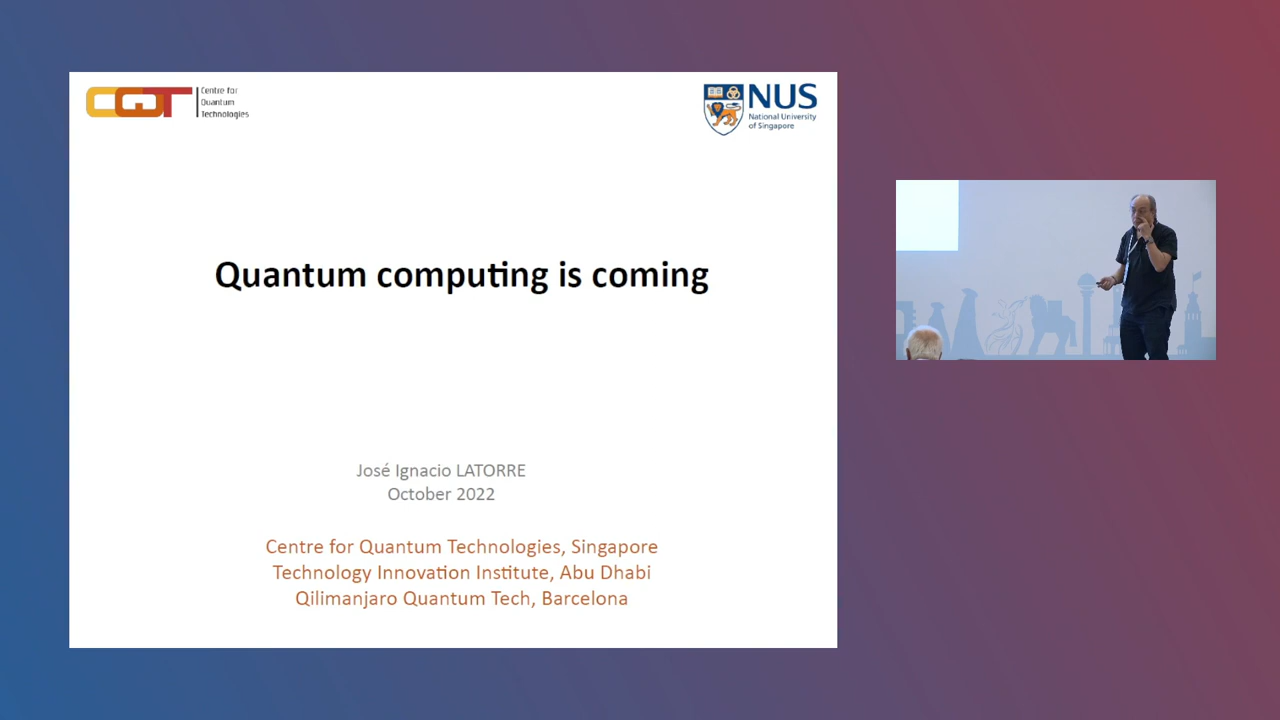 CQT
Centre for
Quantum
Technologies
NUS
National University
of Singapore
Quantum computing is coming
José Ignacio LATORRE
October 2022
Centre for Quantum Technologies, Singapore
Technology Innovation Institute, Abu Dhabi
Qilimanjaro Quantum Tech, Barcelona